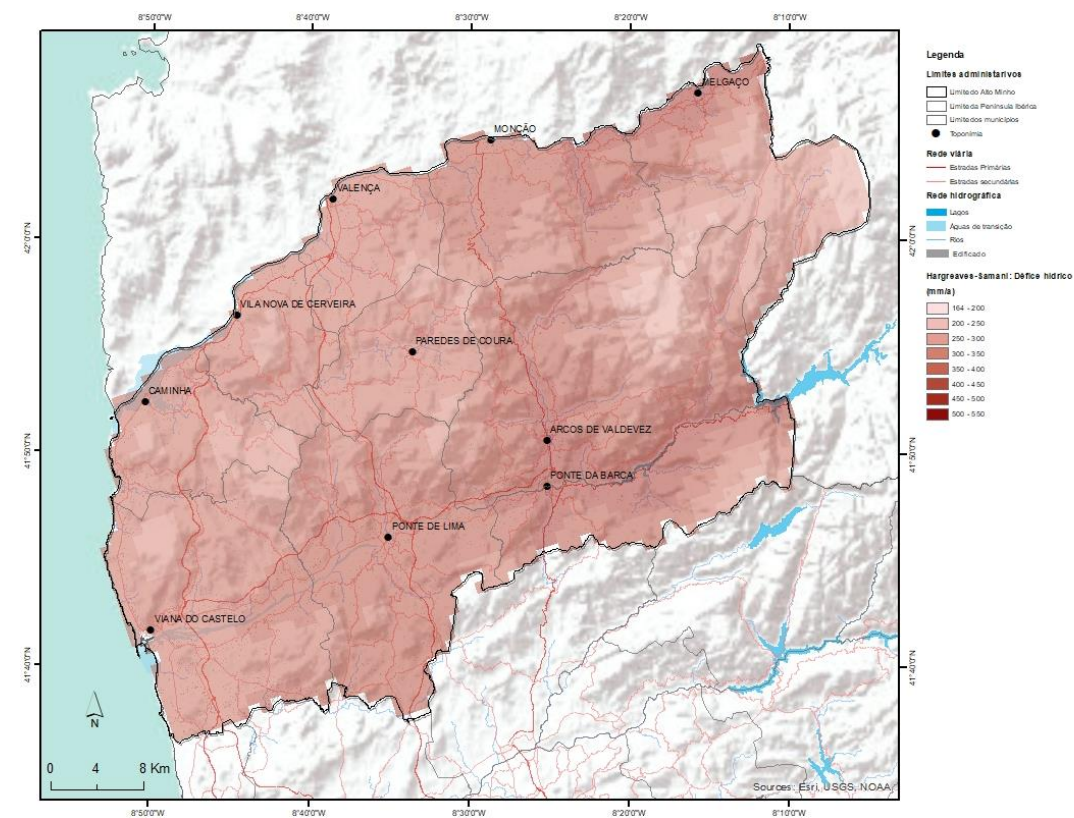 8°50'0"W 8°40'0"W 8°30'0"W 8°20'0"W 8°10'0"W
MELGAÇO
MONÇÃO
VALENÇA
42°0'0"N
42°0'0"N
VILA NOVA DE CERVEIRA
PAREDES DE COURA
CAMINHA
ARCOS DE VALDEVEZ
41°50'0"N
41°50'0"N
PONTE DA BARCA
PONTE DE LIMA
VIANA DO CASTELO
41°40'0"N
41°40'0"N
N
0 4 8 Km
Sources: Esri, USGS, NOAA
8°50'0"W 8°40'0"W 8°30'0"W 8°20'0"W 8°10'0"W
Legenda
Limites administarivos
Limite do Alto Minho
Limite da Península Ibérica
Limite dos municípios
Toponímia
Rede viária
Estradas Primárias
Estradas secundárias
Rede hidrográfica
Lagos
Águas de transição
Rios
Edificado
Hargreaves-Samani: Défice hídrico
(mm/a)
164 - 200
200 - 250
250 - 300
300 - 350
350 - 400
400 - 450
450 - 500
500 - 550